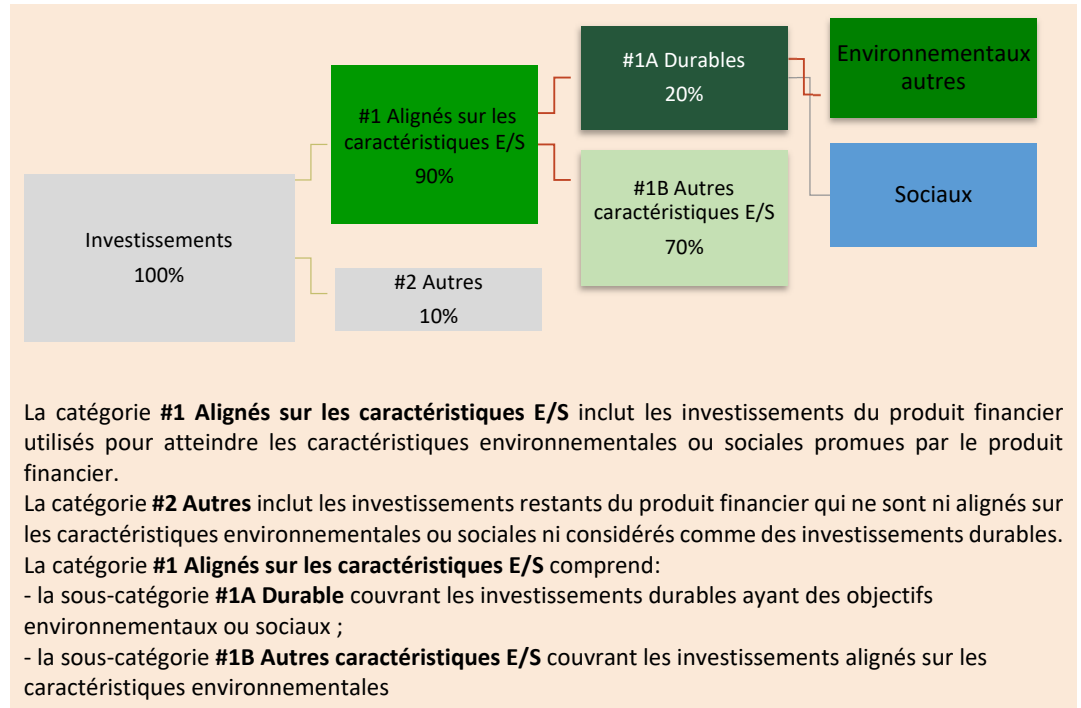 Investissements
100%
#1 Alignés sur les
caractéristiques E/S
90%
#2 Autres
10%
#1A Durables
20%
#1B Autres
caractéristiques E/S
70%
Environnementaux
autres
Sociaux
La catégorie #1 Alignés sur les caractéristiques E/S inclut les investissements du produit financier
utilisés pour atteindre les caractéristiques environnementales ou sociales promues par le produit
financier.
La catégorie #2 Autres inclut les investissements restants du produit financier qui ne sont ni alignés sur
les caractéristiques environnementales ou sociales ni considérés comme des investissements durables.
La catégorie #1 Alignés sur les caractéristiques E/S comprend:
- la sous-catégorie #1A Durable couvrant les investissements durables ayant des objectifs
environnementaux ou sociaux ;
- la sous-catégorie #1B Autres caractéristiques E/S couvrant les investissements alignés sur les
caractéristiques environnementales